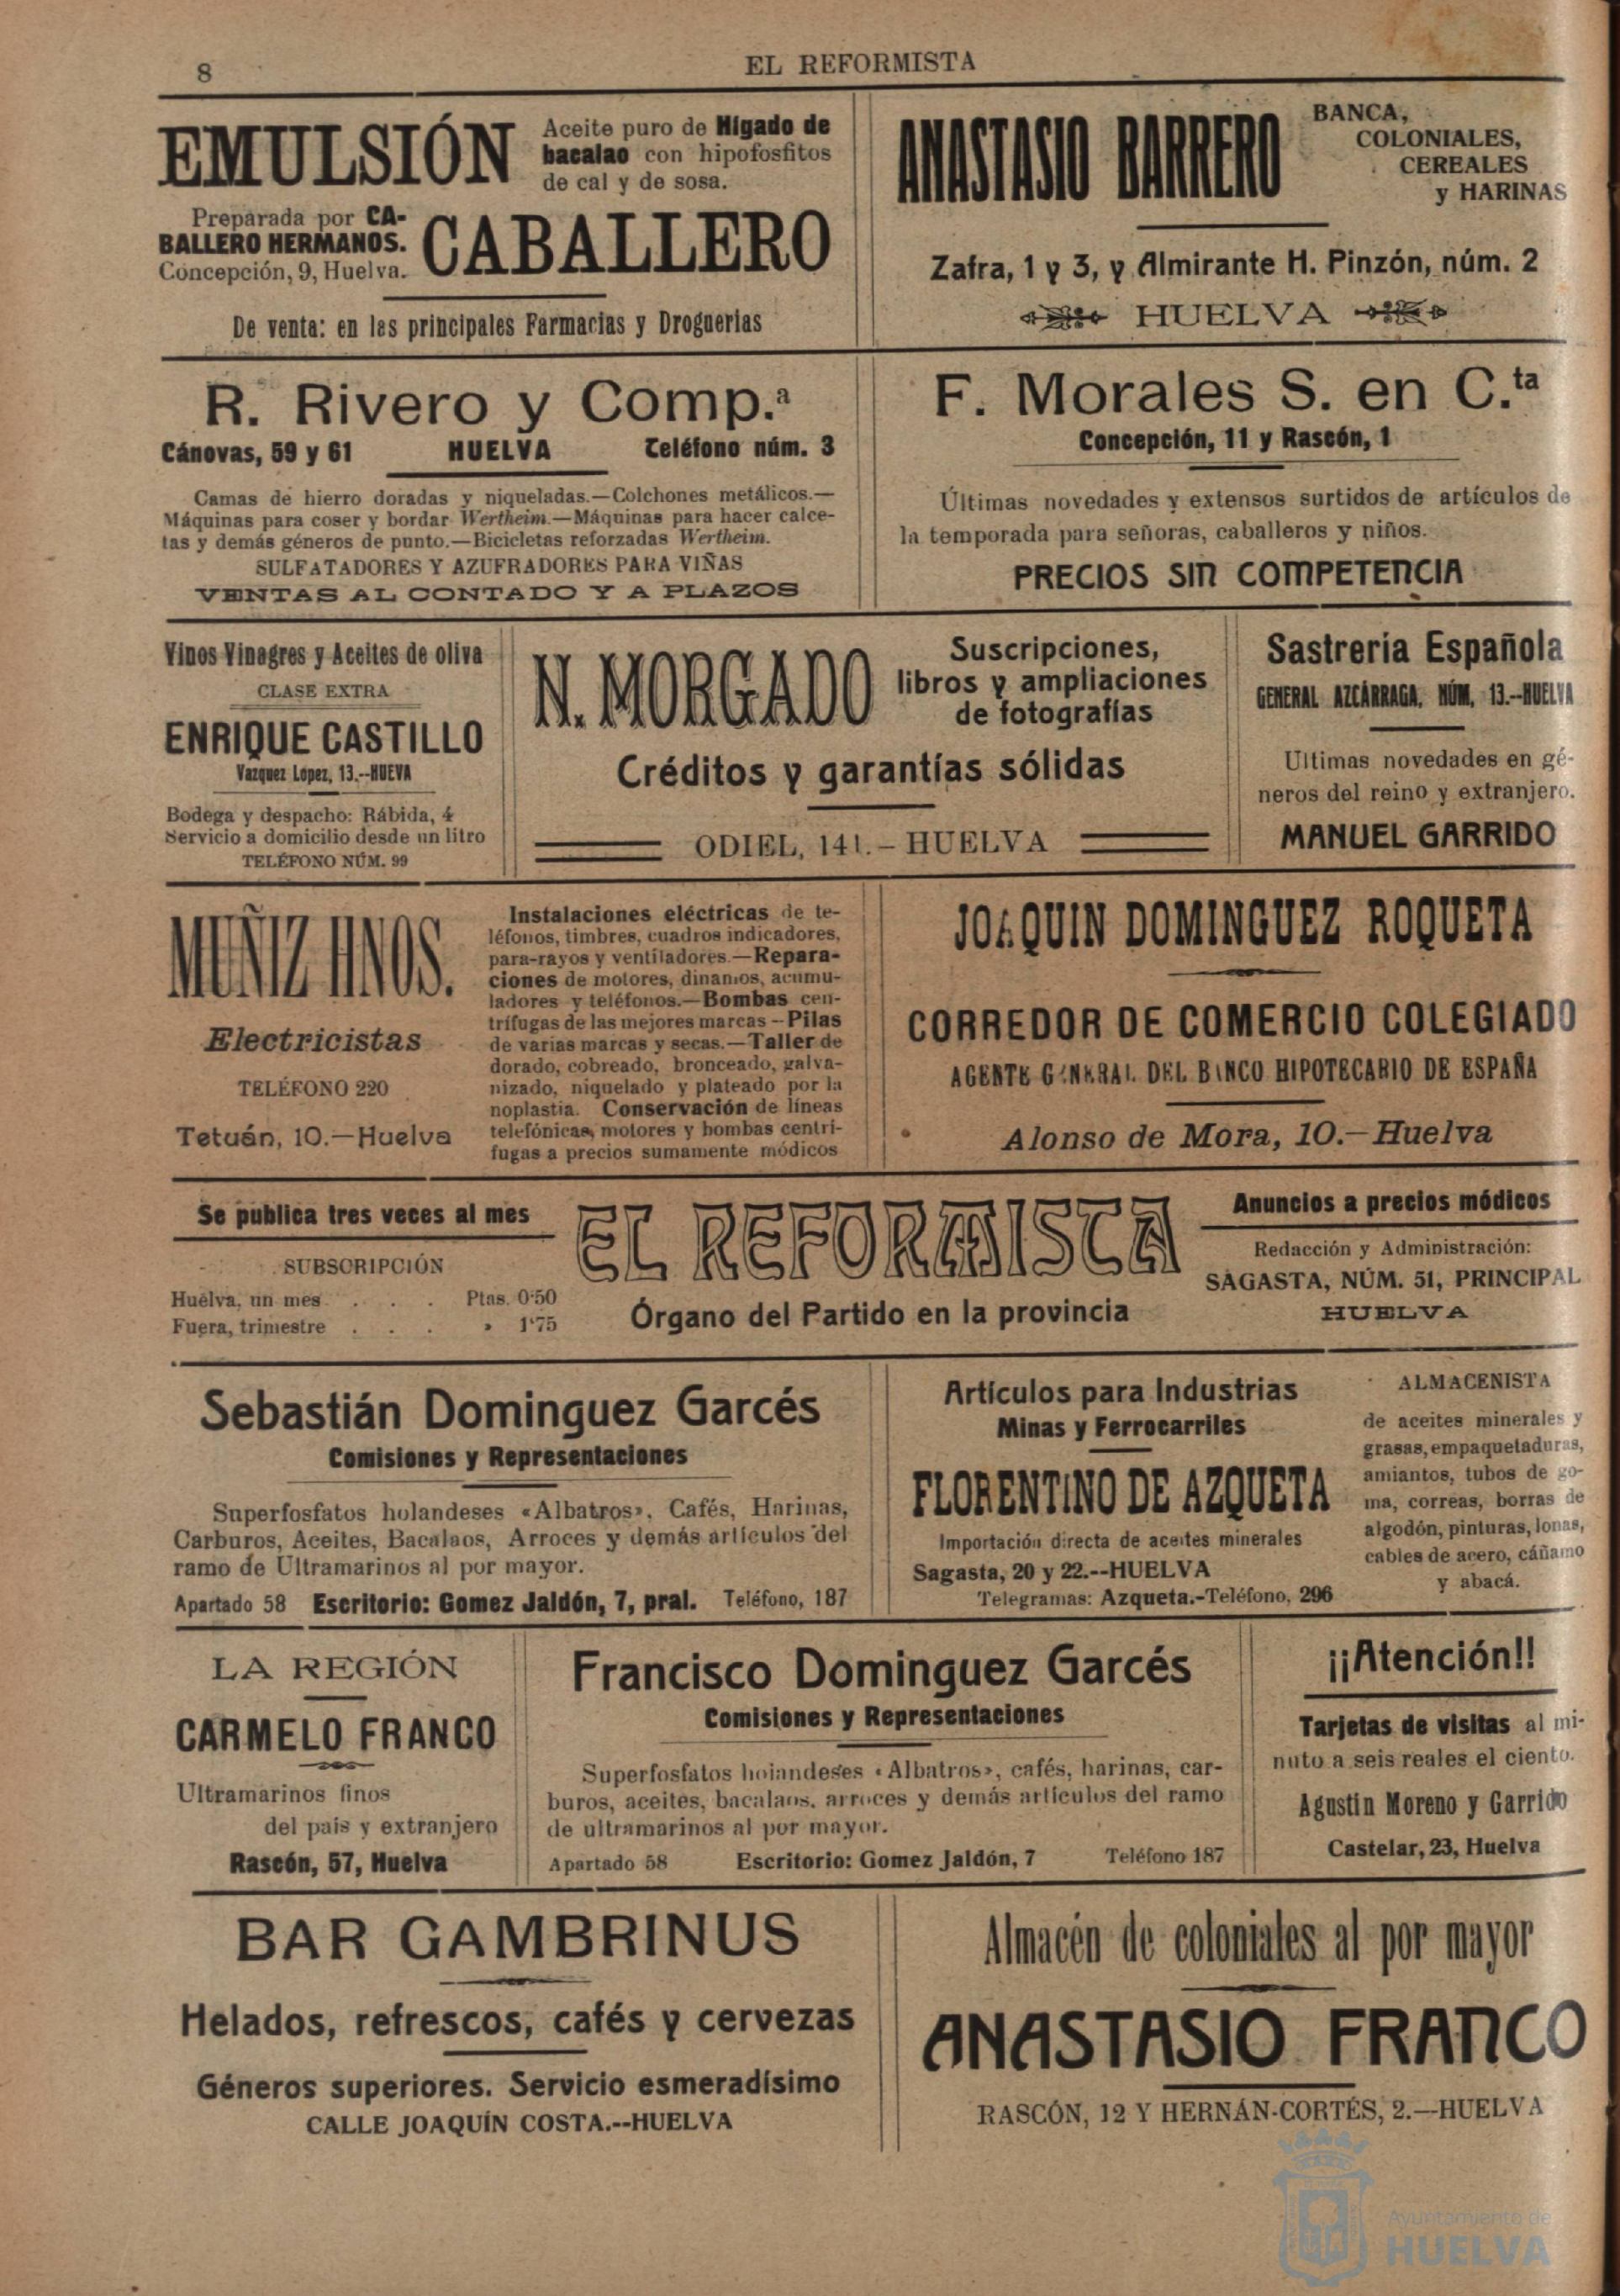 8
EL REFORMISTA
EMULSIÓN
Aceite puro de Hígado de
bacalao con hipofosfitos
de cal y de sosa.
Preparada por CA-
BALLERO HERMANOS.
Concepción, 9, Huelva.
CABALLERO
De venta: en las principales Farmacias y Droguerias
ANASTASIO BARRERO
BANCA,
COLONIALES,
CEREALES
y HARINAS
Zafra, 1 y 3, y Almirante H. Pinzón, núm. 2
HUELVA
R. Rivero y Comp.ª
Cánovas, 59 y 61 HUELVA Teléfono núm. 3
Camas de hierro doradas y niqueladas.—Colchones metálicos.—
Máquinas para coser y bordar Wertheim.—Máquinas para hacer calce-
tas y demás géneros de punto.—Bicicletas reforzadas Wertheim.
SULFATADORES Y AZUFRADORES PARA VIÑAS
VENTAS AL CONTADO Y A PLAZOS
F. Morales S. en C.ta
Concepción, 11 y Rascón, 1
Últimas novedades y extensos surtidos de artículos de
la temporada para señoras, caballeros y niños.
PRECIOS SIN COMPETENCIA
Vinos Vinagres y Aceites de oliva
CLASE EXTRA
ENRIQUE CASTILLO
Vazquez Lopez, 13.--HUEVA
Bodega y despacho: Rábida, 4
Servicio a domicilio desde un litro
TELÉFONO NÚM. 99
N. MORGADO
Suscripciones,
libros y ampliaciones
de fotografías
Créditos y garantías sólidas
ODIEL, 141.—HUELVA
Sastrería Española
GENERAL AZCÁRRAGA, NÚM, 13.--HUELVA
Ultimas novedades en gé-
neros del reino y extranjero.
MANUEL GARRIDO
MUÑIZ HNOS.
Electricistas
TELÉFONO 220
Tetuán, 10.—Huelva
Instalaciones eléctricas de te-
léfonos, timbres, cuadros indicadores,
para-rayos y ventiladores.—Repara-
ciones de motores, dinamos, acumu-
ladores y teléfonos.—Bombas cen-
trífugas de las mejores marcas — Pilas
de varias marcas y secas.—Taller de
dorado, cobreado, bronceado, galva-
nizado, niquelado y plateado por la
noplastia. Conservación de líneas
telefónicas, motores y bombas centrí-
fugas a precios sumamente módicos
JOAQUIN DOMINGUEZ ROQUETA
CORREDOR DE COMERCIO COLEGIADO
AGENTE GENERAL DEL BANCO HIPOTECARIO DE ESPAÑA
Alonso de Mora, 10.—Huelva
Se publica tres veces al mes
SUBSCRIPCIÓN
Huelva, un mes . . . . Ptas. 0'50
Fuera, trimestre . . . » 1'75
EL REFORMISTA
Órgano del Partido en la provincia
Anuncios a precios módicos
Redacción y Administración:
SAGASTA, NÚM. 51, PRINCIPAL
HUELVA
Sebastián Dominguez Garcés
Comisiones y Representaciones
Superfosfatos holandeses «Albatros», Cafés, Harinas,
Carburos, Aceites, Bacalaos, Arroces y demás artículos del
ramo de Ultramarinos al por mayor.
Apartado 58 Escritorio: Gomez Jaldón, 7, pral. Teléfono, 187
Artículos para Industrias
Minas y Ferrocarriles
FLORENTINO DE AZQUETA
Importación directa de aceites minerales
Sagasta, 20 y 22.--HUELVA
Telegramas: Azqueta.-Teléfono, 296
ALMACENISTA
de aceites minerales y
grasas, empaquetaduras,
amiantos, tubos de go-
ma, correas, borras de
algodón, pinturas, lonas,
cables de acero, cáñamo
y abacá.
LA REGIÓN
CARMELO FRANCO
Ultramarinos finos
del país y extranjero
Rascón, 57, Huelva
Francisco Dominguez Garcés
Comisiones y Representaciones
Superfosfatos holandeses «Albatros», cafés, harinas, car-
buros, aceites, bacalaos, arroces y demás artículos del ramo
de ultramarinos al por mayor.
Apartado 58 Escritorio: Gomez Jaldón, 7 Teléfono 187
¡¡Atención!!
Tarjetas de visitas al mi-
nuto a seis reales el ciento.
Agustin Moreno y Garrido
Castelar, 23, Huelva
BAR GAMBRINUS
Helados, refrescos, cafés y cervezas
Géneros superiores. Servicio esmeradísimo
CALLE JOAQUÍN COSTA.--HUELVA
Almacén de coloniales al por mayor
ANASTASIO FRANCO
RASCÓN, 12 Y HERNÁN-CORTÉS, 2.—HUELVA
Ayuntamiento de
HUELVA